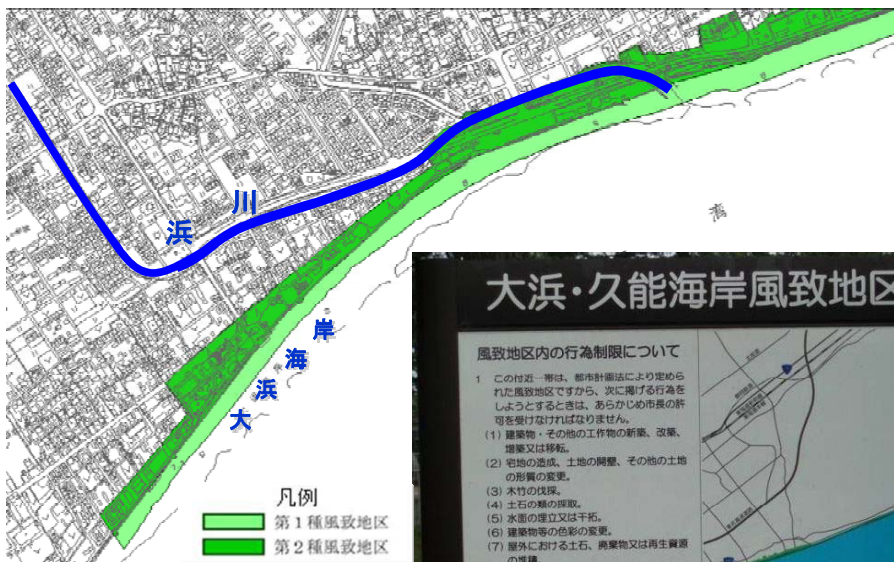 浜川
湾
大浜海岸
凡例
第1種風致地区
第2種風致地区
大浜・久能海岸風致地区
風致地区内の行為制限について
1 この付近一帯は、都市計画法により定めら
れた風致地区ですから、次に掲げる行為を
しようとするときは、あらかじめ市長の許
可を受けなければなりません。
(1) 建築物・その他の工作物の新築、改築、
増築又は移転。
(2) 宅地の造成、土地の開墾、その他の土地
の形質の変更。
(3) 木竹の伐採。
(4) 土石の類の採取。
(5) 水面の埋立又は干拓。
(6) 建築物等の色彩の変更。
(7) 屋外における土石、廃棄物又は再生資源
の堆積